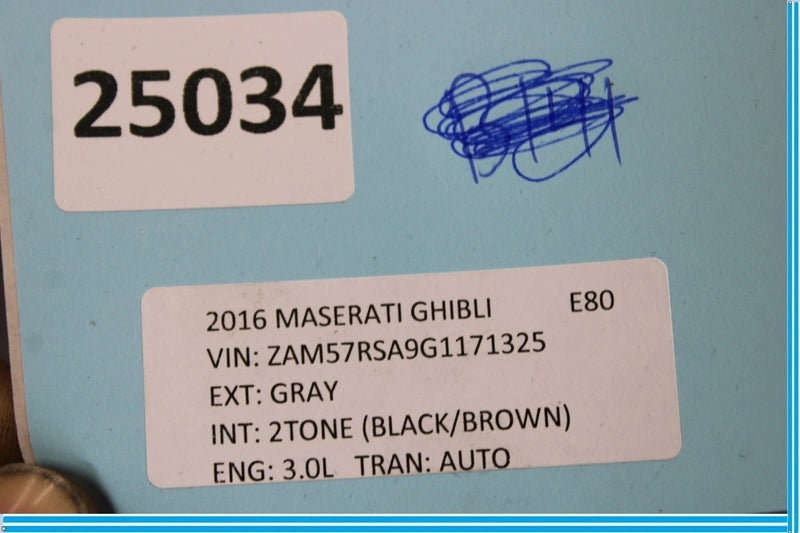 25034
2016 MASERATI GHIBLI E80
VIN: ZAM57RSA9G1171325
EXT: GRAY
INT: 2TONE (BLACK/BROWN)
ENG: 3.0L TRAN: AUTO